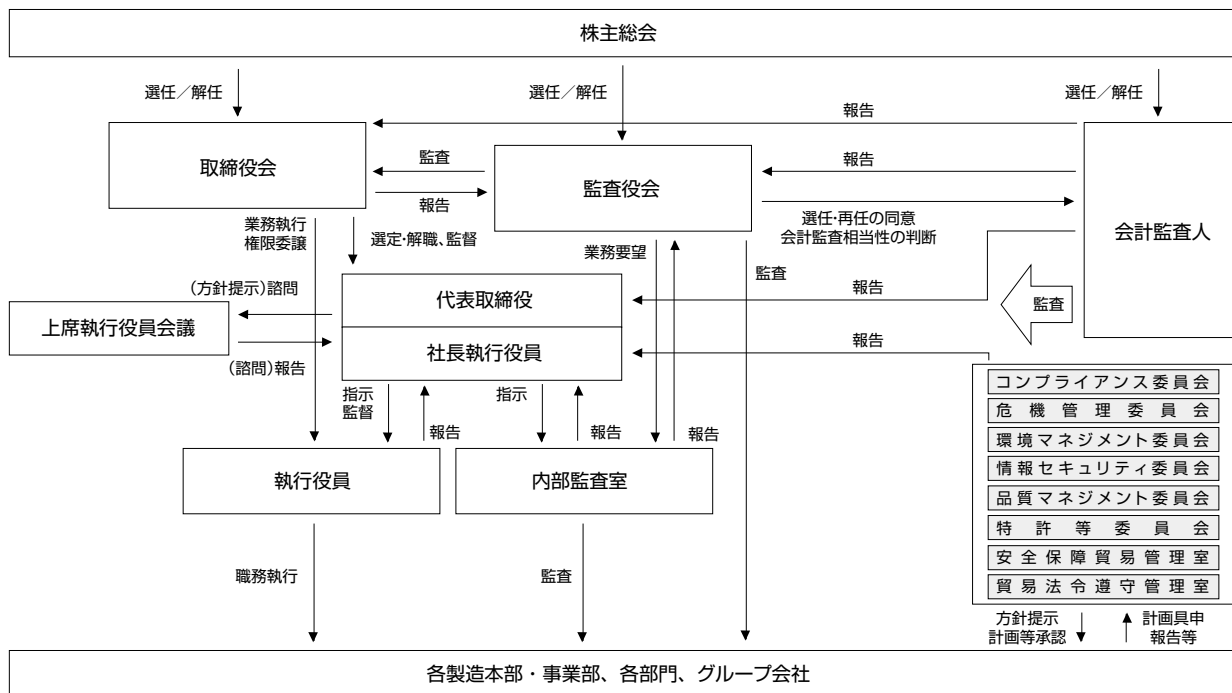 株主総会
選任／解任
選任／解任
選任／解任
報告
取締役会
監査
報告
監査役会
報告
選任・再任の同意
会計監査相当性の判断
会計監査人
業務執行
権限委譲
選定・解職、監督
業務要望
監査
(方針提示)諮問
代表取締役
報告
監査
上席執行役員会議
社長執行役員
報告
(諮問)報告
指示
監督
報告
指示
報告
報告
コンプライアンス委員会
危機管理委員会
環境マネジメント委員会
情報セキュリティ委員会
品質マネジメント委員会
特許等委員会
安全保障貿易管理室
貿易法令遵守管理室
執行役員
内部監査室
職務執行
監査
方針提示
計画等承認
計画具申
報告等
各製造本部・事業部、各部門、グループ会社